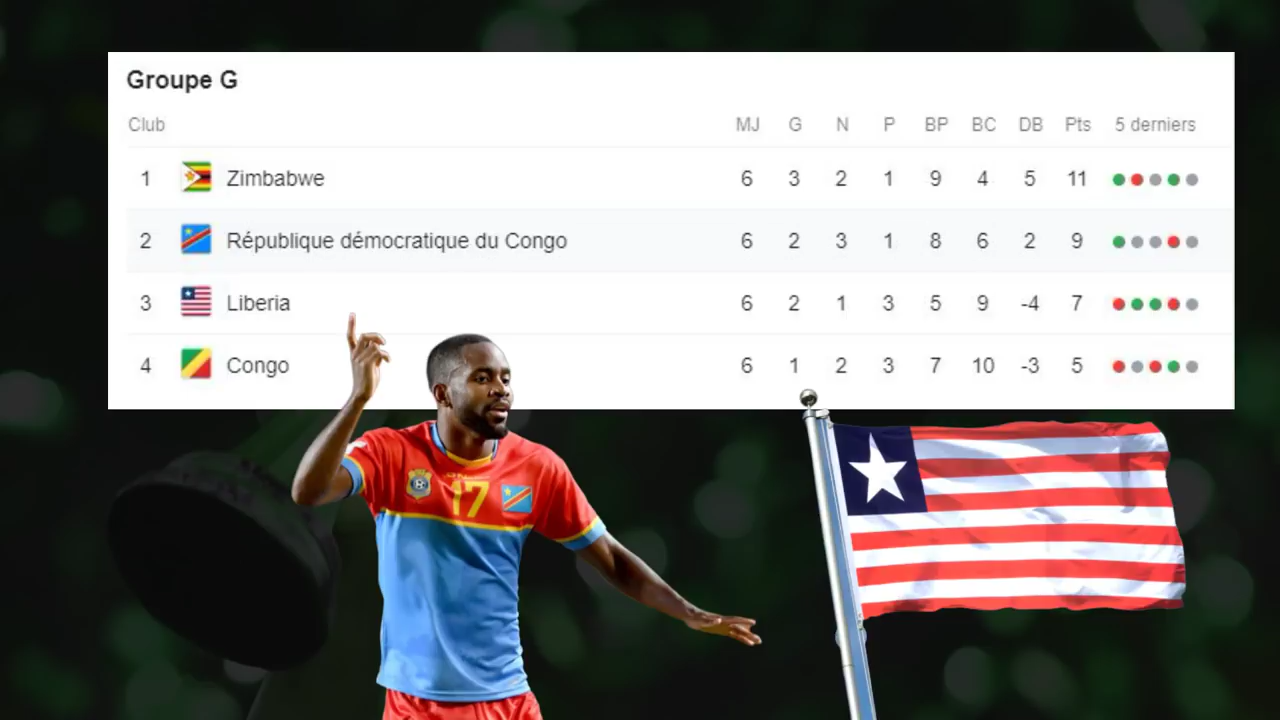 Groupe G
Club MJ G N P BP BC DB Pts 5 derniers
1 Zimbabwe 6 3 2 1 9 4 5 11
2 République démocratique du Congo 6 2 3 1 8 6 2 9
3 Liberia 6 2 1 3 5 9 -4 7
4 Congo 6 1 2 3 7 10 -3 5
17